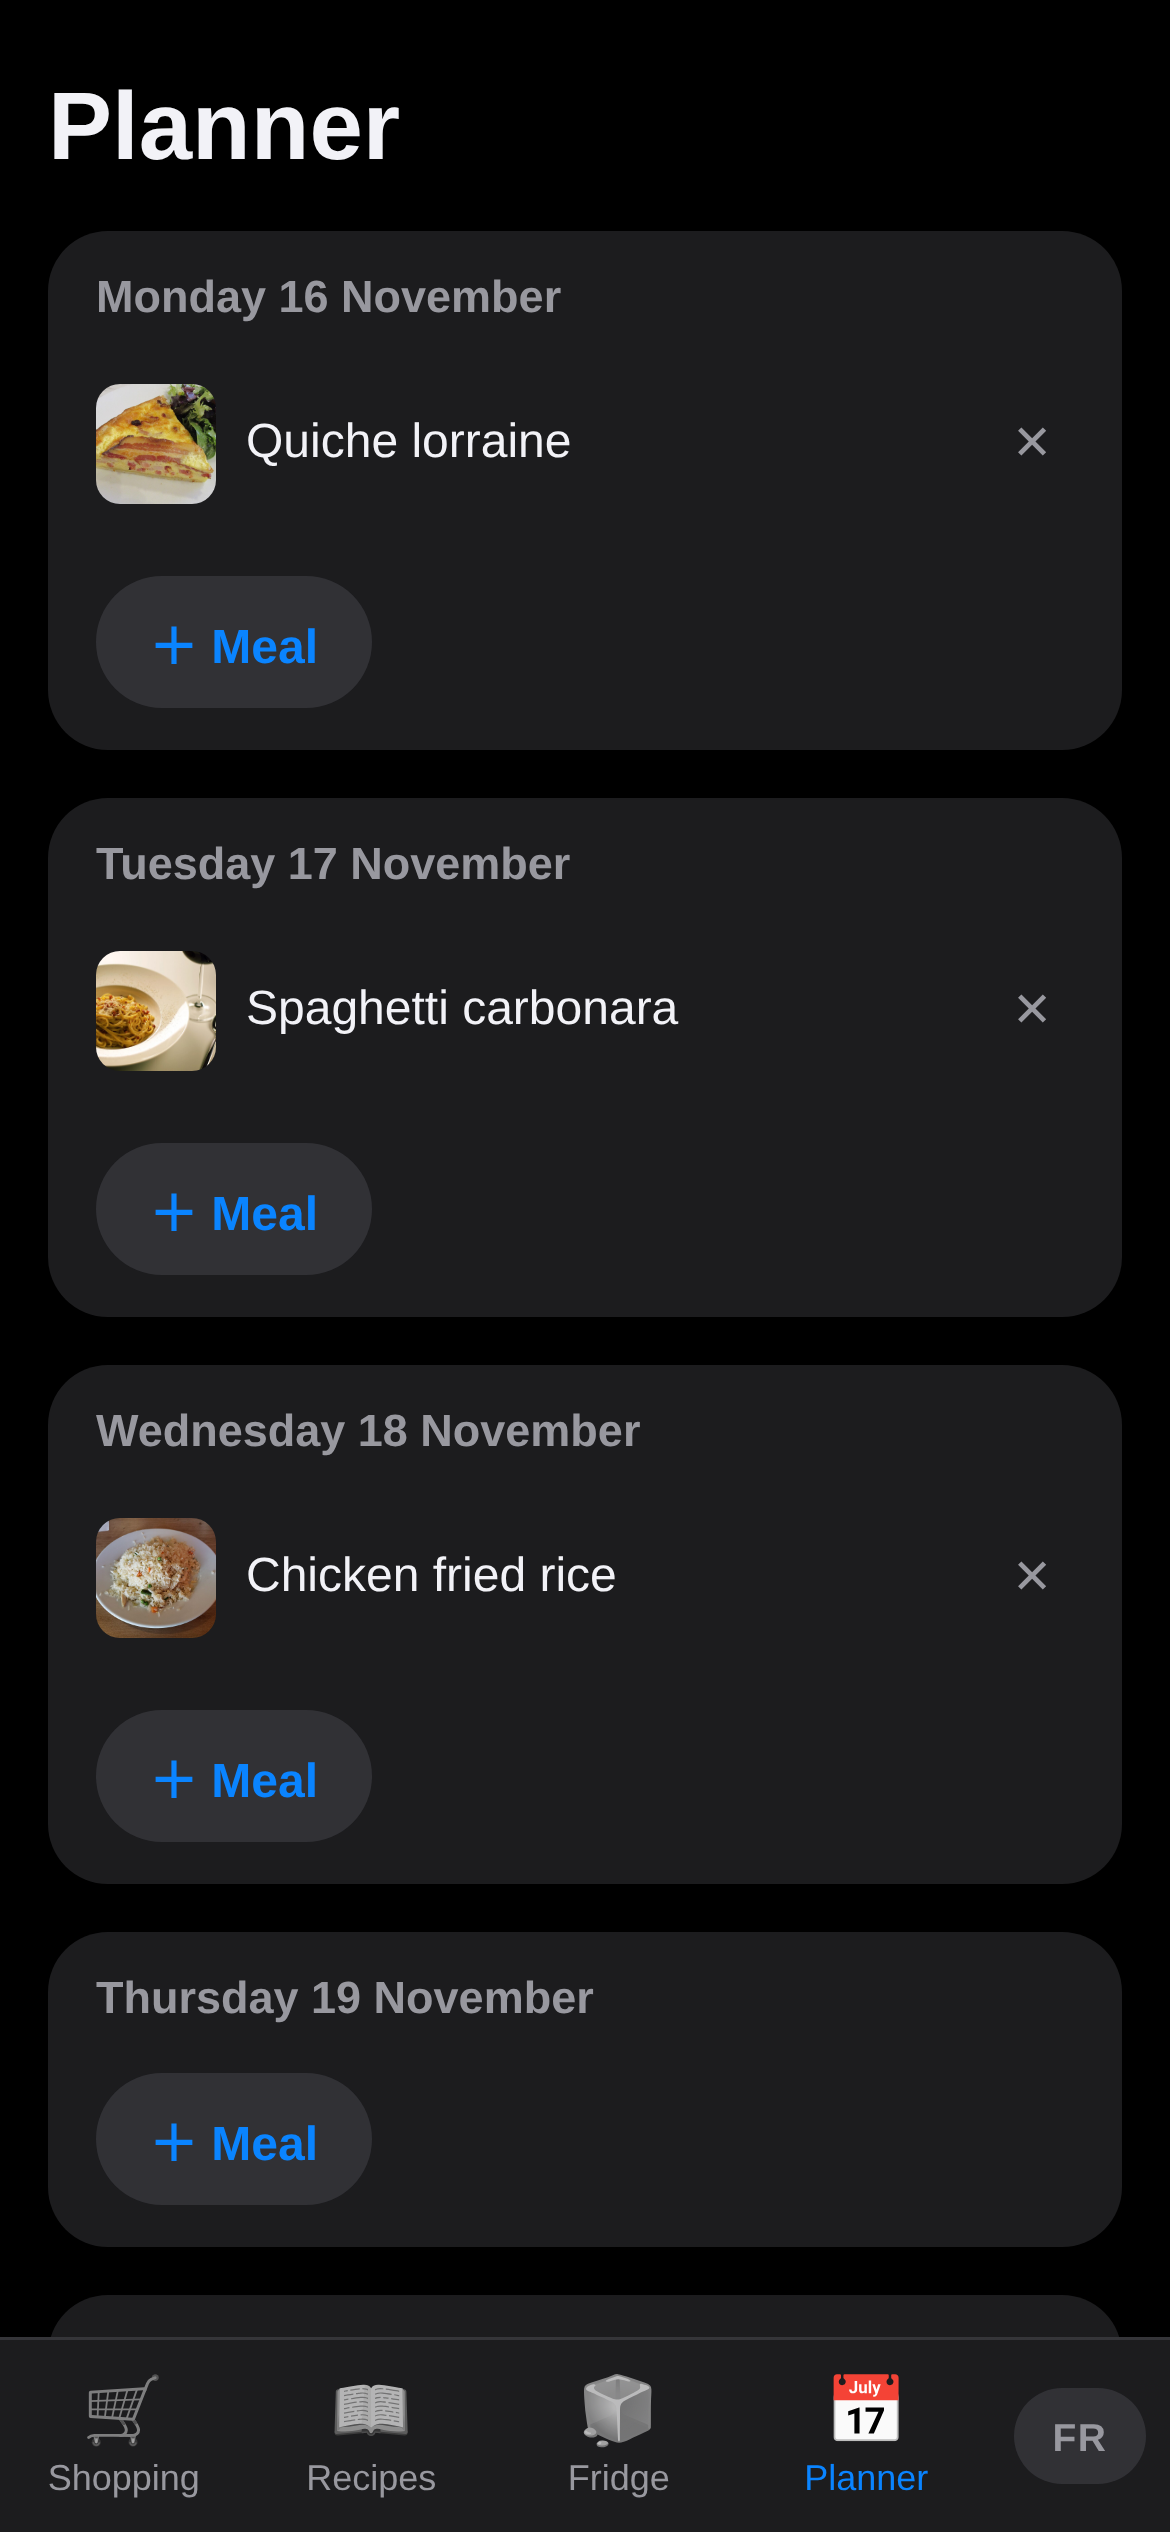 Planner
Monday 16 November
Quiche lorraine
×
+ Meal
Tuesday 17 November
Spaghetti carbonara
×
+ Meal
Wednesday 18 November
Chicken fried rice
×
+ Meal
Thursday 19 November
+ Meal
July
17
Shopping
Recipes
Fridge
Planner
FR